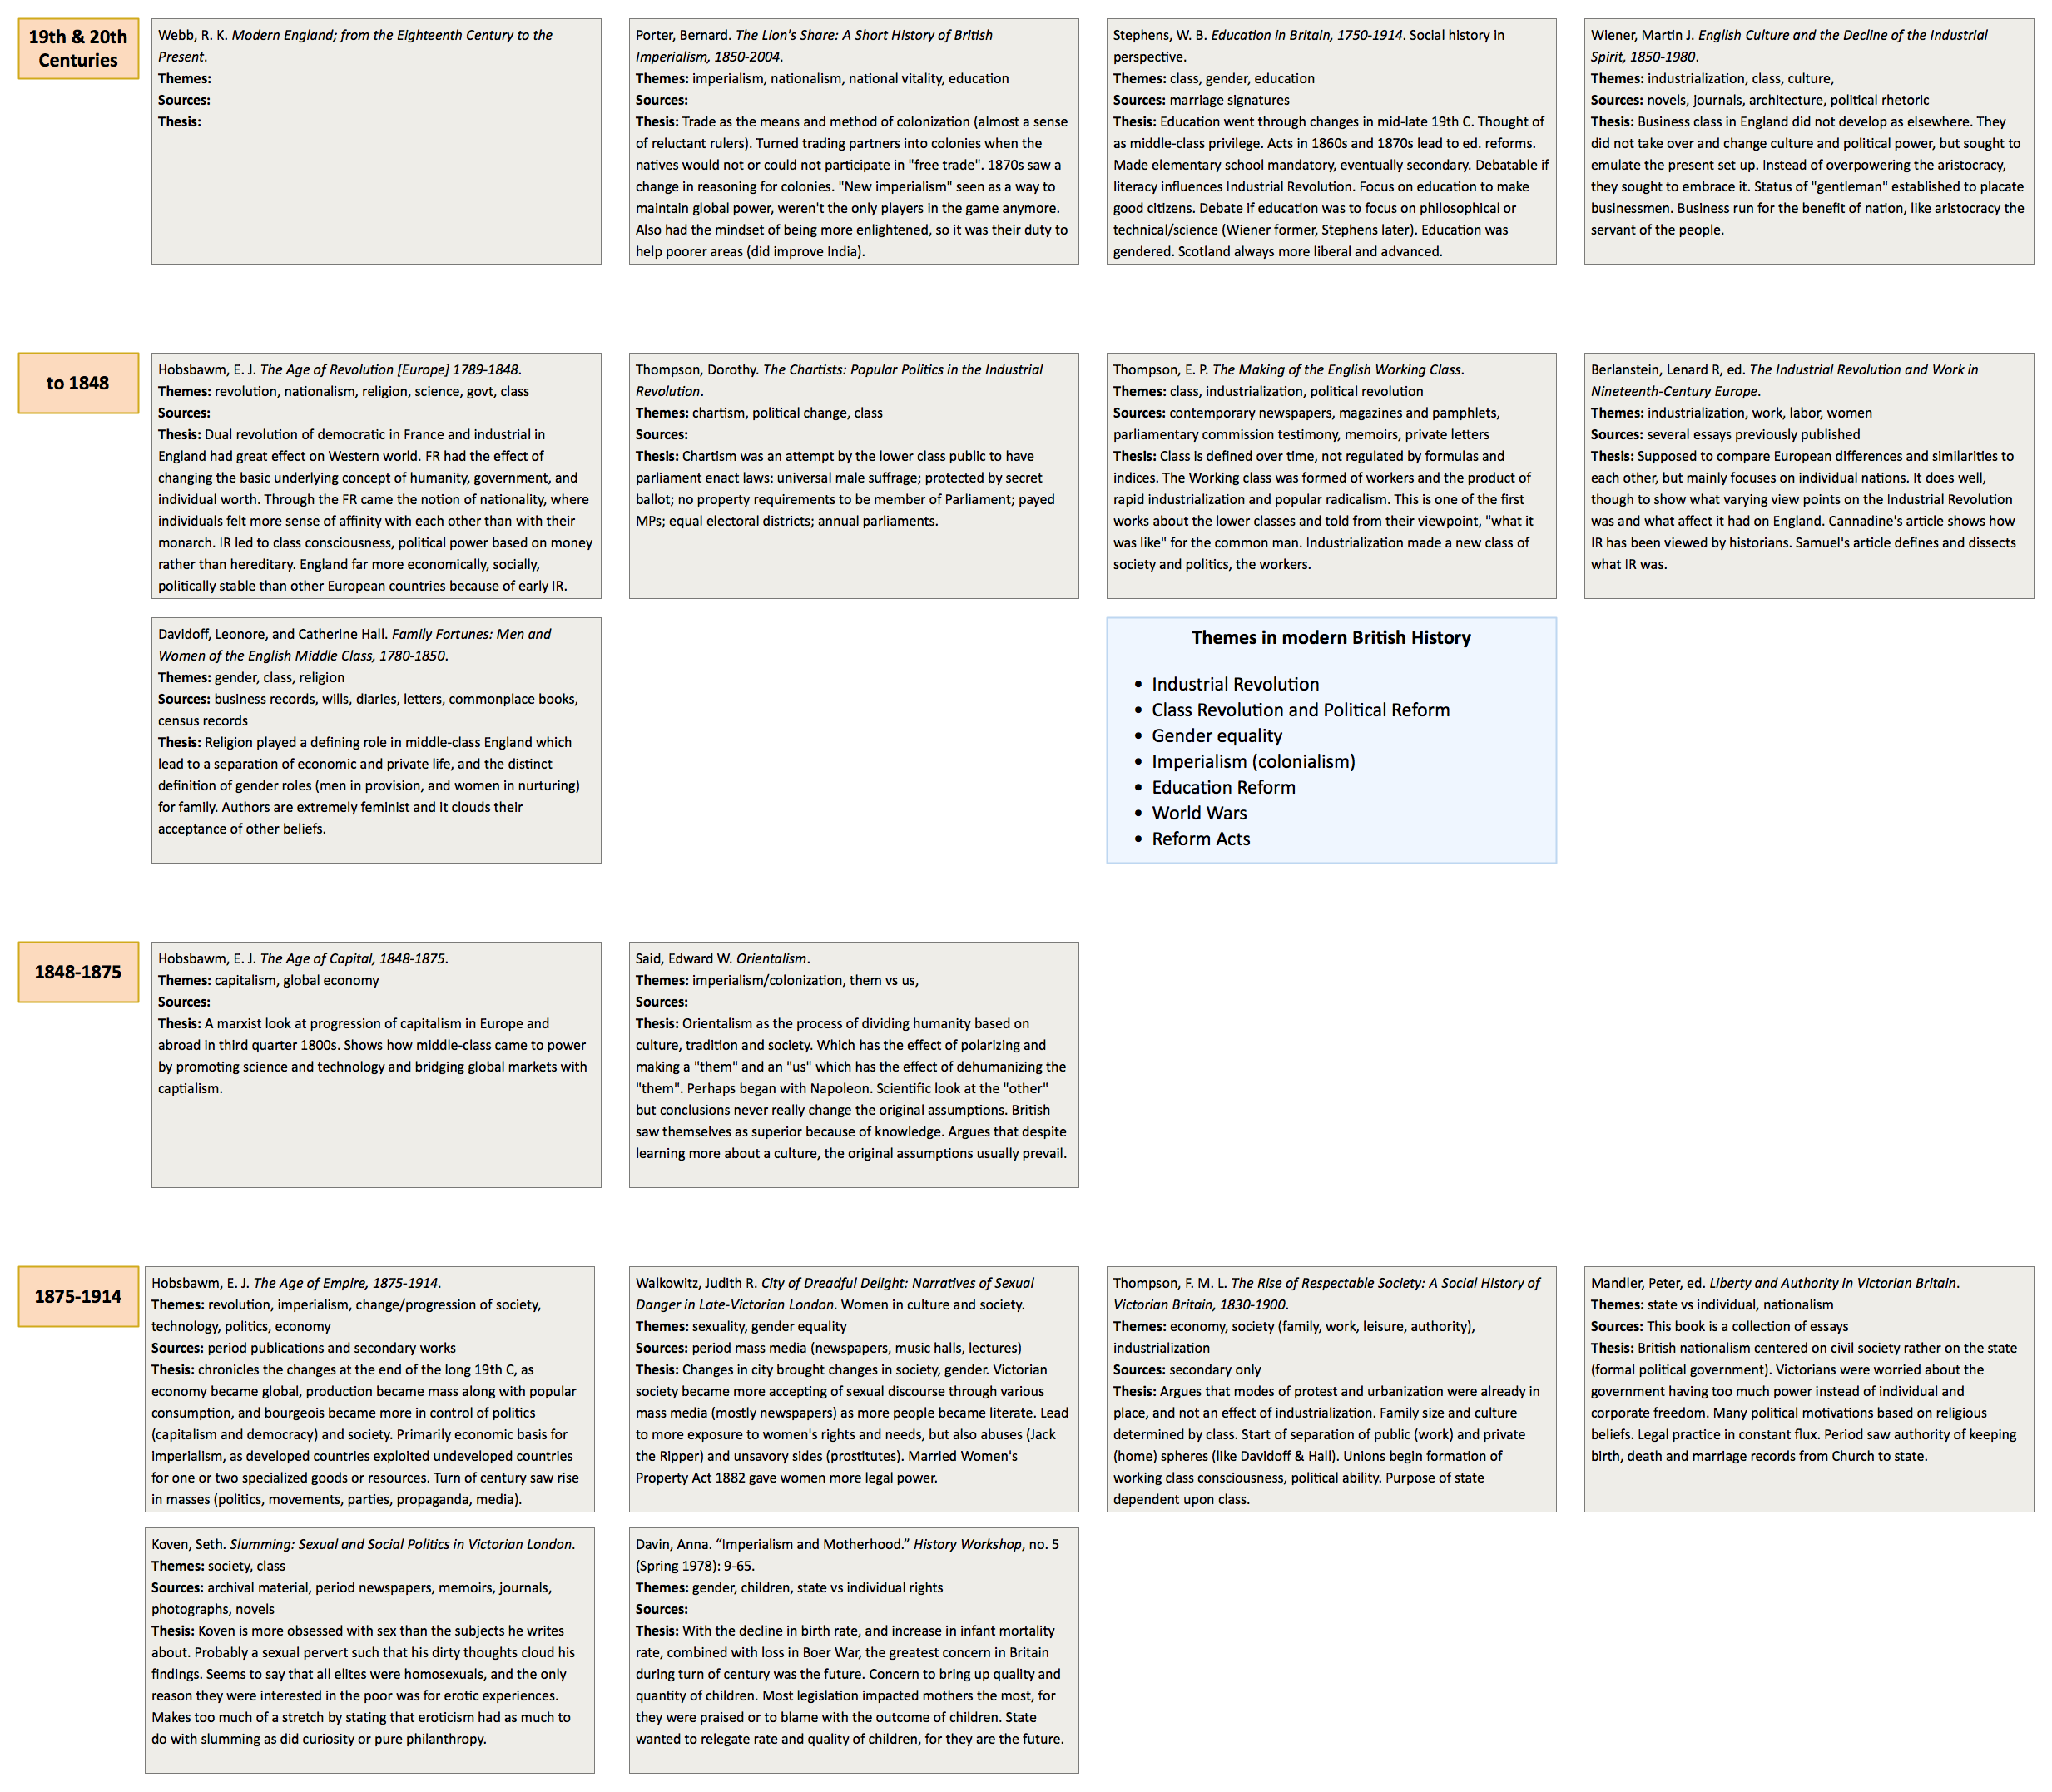 19th & 20th
Centuries
Webb, R. K. Modern England; from the Eighteenth Century to the
Present.
Themes:
Sources:
Thesis:
Porter, Bernard. The Lion's Share: A Short History of British
Imperialism, 1850-2004.
Themes: imperialism, nationalism, national vitality, education
Sources:
Thesis: Trade as the means and method of colonization (almost a sense
of reluctant rulers). Turned trading partners into colonies when the
natives would not or could not participate in "free trade". 1870s saw a
change in reasoning for colonies. "New imperialism" seen as a way to
maintain global power, weren't the only players in the game anymore.
Also had the mindset of being more enlightened, so it was their duty to
help poorer areas (did improve India).
Stephens, W. B. Education in Britain, 1750-1914. Social history in
perspective.
Themes: class, gender, education
Sources: marriage signatures
Thesis: Education went through changes in mid-late 19th C. Thought of
as middle-class privilege. Acts in 1860s and 1870s lead to ed. reforms.
Made elementary school mandatory, eventually secondary. Debatable if
literacy influences Industrial Revolution. Focus on education to make
good citizens. Debate if education was to focus on philosophical or
technical/science (Wiener former, Stephens later). Education was
gendered. Scotland always more liberal and advanced.
Wiener, Martin J. English Culture and the Decline of the Industrial
Spirit, 1850-1980.
Themes: industrialization, class, culture,
Sources: novels, journals, architecture, political rhetoric
Thesis: Business class in England did not develop as elsewhere. They
did not take over and change culture and political power, but sought to
emulate the present set up. Instead of overpowering the aristocracy,
they sought to embrace it. Status of "gentleman" established to placate
businessmen. Business run for the benefit of nation, like aristocracy the
servant of the people.
to 1848
Hobsbawm, E. J. The Age of Revolution [Europe] 1789-1848.
Themes: revolution, nationalism, religion, science, govt, class
Sources:
Thesis: Dual revolution of democratic in France and industrial in
England had great effect on Western world. FR had the effect of
changing the basic underlying concept of humanity, government, and
individual worth. Through the FR came the notion of nationality, where
individuals felt more sense of affinity with each other than with their
monarch. IR led to class consciousness, political power based on money
rather than hereditary. England far more economically, socially,
politically stable than other European countries because of early IR.
Thompson, Dorothy. The Chartists: Popular Politics in the Industrial
Revolution.
Themes: chartism, political change, class
Sources:
Thesis: Chartism was an attempt by the lower class public to have
parliament enact laws: universal male suffrage; protected by secret
ballot; no property requirements to be member of Parliament; payed
MPs; equal electoral districts; annual parliaments.
Thompson, E. P. The Making of the English Working Class.
Themes: class, industrialization, political revolution
Sources: contemporary newspapers, magazines and pamphlets,
parliamentary commission testimony, memoirs, private letters
Thesis: Class is defined over time, not regulated by formulas and
indices. The Working class was formed of workers and the product of
rapid industrialization and popular radicalism. This is one of the first
works about the lower classes and told from their viewpoint, "what it
was like" for the common man. Industrialization made a new class of
society and politics, the workers.
Berlanstein, Lenard R, ed. The Industrial Revolution and Work in
Nineteenth-Century Europe.
Themes: industrialization, work, labor, women
Sources: several essays previously published
Thesis: Supposed to compare European differences and similarities to
each other, but mainly focuses on individual nations. It does well,
though to show what varying view points on the Industrial Revolution
was and what affect it had on England. Cannadine's article shows how
IR has been viewed by historians. Samuel's article defines and dissects
what IR was.
Davidoff, Leonore, and Catherine Hall. Family Fortunes: Men and
Women of the English Middle Class, 1780-1850.
Themes: gender, class, religion
Sources: business records, wills, diaries, letters, commonplace books,
census records
Thesis: Religion played a defining role in middle-class England which
lead to a separation of economic and private life, and the distinct
definition of gender roles (men in provision, and women in nurturing)
for family. Authors are extremely feminist and it clouds their
acceptance of other beliefs.
Themes in modern British History
• Industrial Revolution
• Class Revolution and Political Reform
• Gender equality
• Imperialism (colonialism)
• Education Reform
• World Wars
• Reform Acts
1848-1875
Hobsbawm, E. J. The Age of Capital, 1848-1875.
Themes: capitalism, global economy
Sources:
Thesis: A marxist look at progression of capitalism in Europe and
abroad in third quarter 1800s. Shows how middle-class came to power
by promoting science and technology and bridging global markets with
captialism.
Said, Edward W. Orientalism.
Themes: imperialism/colonization, them vs us,
Sources:
Thesis: Orientalism as the process of dividing humanity based on
culture, tradition and society. Which has the effect of polarizing and
making a "them" and an "us" which has the effect of dehumanizing the
"them". Perhaps began with Napoleon. Scientific look at the "other"
but conclusions never really change the original assumptions. British
saw themselves as superior because of knowledge. Argues that despite
learning more about a culture, the original assumptions usually prevail.
1875-1914
Hobsbawm, E. J. The Age of Empire, 1875-1914.
Themes: revolution, imperialism, change/progression of society,
technology, politics, economy
Sources: period publications and secondary works
Thesis: chronicles the changes at the end of the long 19th C, as
economy became global, production became mass along with popular
consumption, and bourgeois became more in control of politics
(capitalism and democracy) and society. Primarily economic basis for
imperialism, as developed countries exploited undeveloped countries
for one or two specialized goods or resources. Turn of century saw rise
in masses (politics, movements, parties, propaganda, media).
Walkowitz, Judith R. City of Dreadful Delight: Narratives of Sexual
Danger in Late-Victorian London. Women in culture and society.
Themes: sexuality, gender equality
Sources: period mass media (newspapers, music halls, lectures)
Thesis: Changes in city brought changes in society, gender. Victorian
society became more accepting of sexual discourse through various
mass media (mostly newspapers) as more people became literate. Lead
to more exposure to women's rights and needs, but also abuses (Jack
the Ripper) and unsavory sides (prostitutes). Married Women's
Property Act 1882 gave women more legal power.
Thompson, F. M. L. The Rise of Respectable Society: A Social History of
Victorian Britain, 1830-1900.
Themes: economy, society (family, work, leisure, authority),
industrialization
Sources: secondary only
Thesis: Argues that modes of protest and urbanization were already in
place, and not an effect of industrialization. Family size and culture
determined by class. Start of separation of public (work) and private
(home) spheres (like Davidoff & Hall). Unions begin formation of
working class consciousness, political ability. Purpose of state
dependent upon class.
Mandler, Peter, ed. Liberty and Authority in Victorian Britain.
Themes: state vs individual, nationalism
Sources: This book is a collection of essays
Thesis: British nationalism centered on civil society rather on the state
(formal political government). Victorians were worried about the
government having too much power instead of individual and
corporate freedom. Many political motivations based on religious
beliefs. Legal practice in constant flux. Period saw authority of keeping
birth, death and marriage records from Church to state.
Koven, Seth. Slumming: Sexual and Social Politics in Victorian London.
Themes: society, class
Sources: archival material, period newspapers, memoirs, journals,
photographs, novels
Thesis: Koven is more obsessed with sex than the subjects he writes
about. Probably a sexual pervert such that his dirty thoughts cloud his
findings. Seems to say that all elites were homosexuals, and the only
reason they were interested in the poor was for erotic experiences.
Makes too much of a stretch by stating that eroticism had as much to
do with slumming as did curiosity or pure philanthropy.
Davin, Anna. “Imperialism and Motherhood.” History Workshop, no. 5
(Spring 1978): 9-65.
Themes: gender, children, state vs individual rights
Sources:
Thesis: With the decline in birth rate, and increase in infant mortality
rate, combined with loss in Boer War, the greatest concern in Britain
during turn of century was the future. Concern to bring up quality and
quantity of children. Most legislation impacted mothers the most, for
they were praised or to blame with the outcome of children. State
wanted to relegate rate and quality of children, for they are the future.